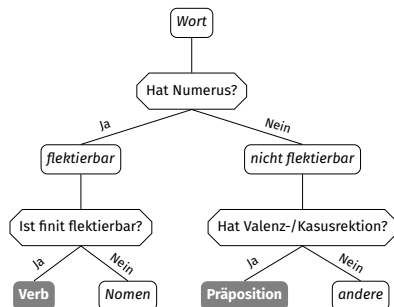 Wort
Hat Numerus?
Ja
Nein
flektierbar
nicht flektierbar
Ist finit flektierbar?
Hat Valenz-/Kasusrektion?
Ja
Nein
Ja
Nein
Verb
Nomen
Präposition
andere